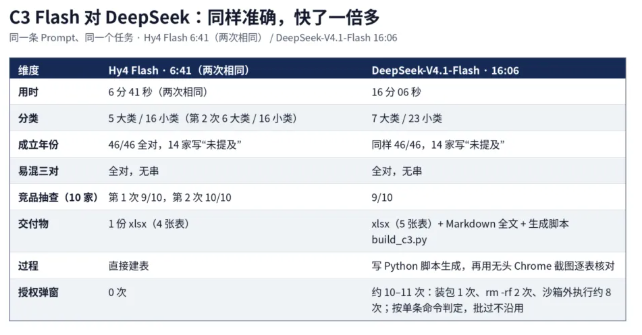 C3 Flash 对 DeepSeek：同样准确，快了一倍多
同一条 Prompt、同一个任务 · Hy4 Flash 6:41（两次相同） / DeepSeek-V4.1-Flash 16:06
维度 Hy4 Flash · 6:41（两次相同） DeepSeek-V4.1-Flash · 16:06
用时 6 分 41 秒（两次相同） 16 分 06 秒
分类 5 大类 / 16 小类（第 2 次 6 大类 / 16 小类） 7 大类 / 23 小类
成立年份 46/46 全对，14 家写“未提及” 同样 46/46，14 家写“未提及”
易混三对 全对，无串 全对，无串
竞品抽查（10 家） 第 1 次 9/10，第 2 次 10/10 9/10
交付物 1 份 xlsx（4 张表） xlsx（5 张表）+ Markdown 全文 + 生成脚本
build_c3.py
过程 直接建表 写 Python 脚本生成，再用无头 Chrome 截图逐表核对
授权弹窗 0 次 约 10–11 次：装包 1 次、rm -rf 2 次、沙箱外执行约 8
次；按单条命令判定，批过不沿用